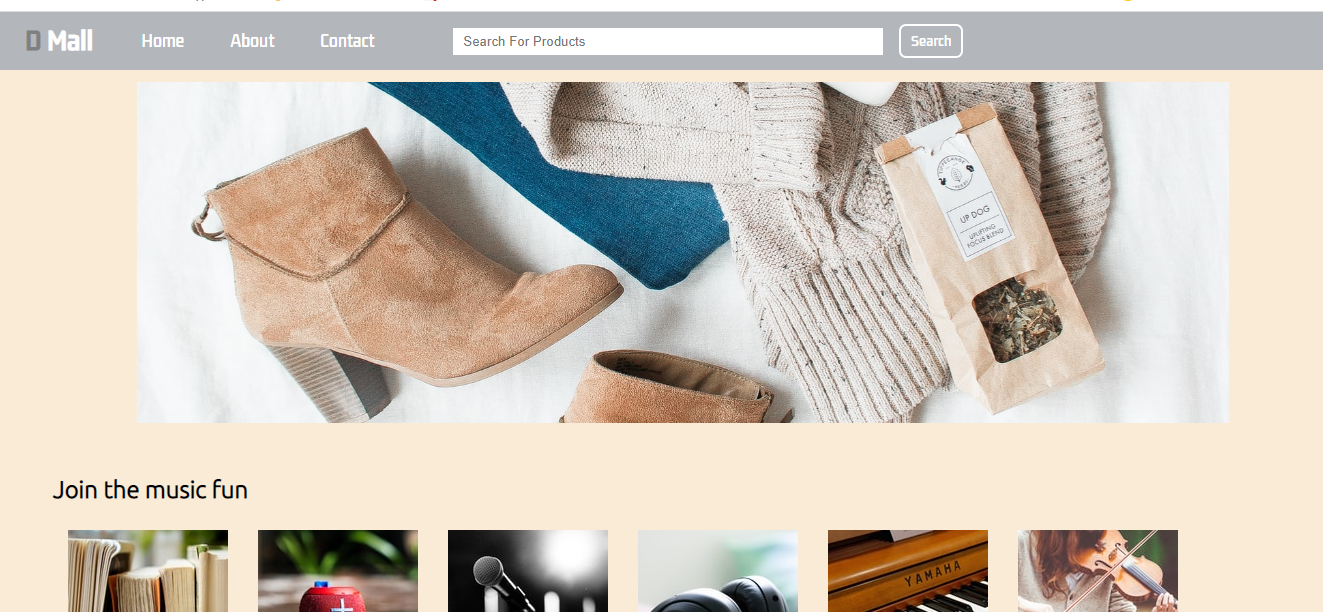 D Mall
Home
About
Contact
Search For Products
Search
UP DOG
UPLIFTING
FOCUS BLEND
Join the music fun
YAMAHA